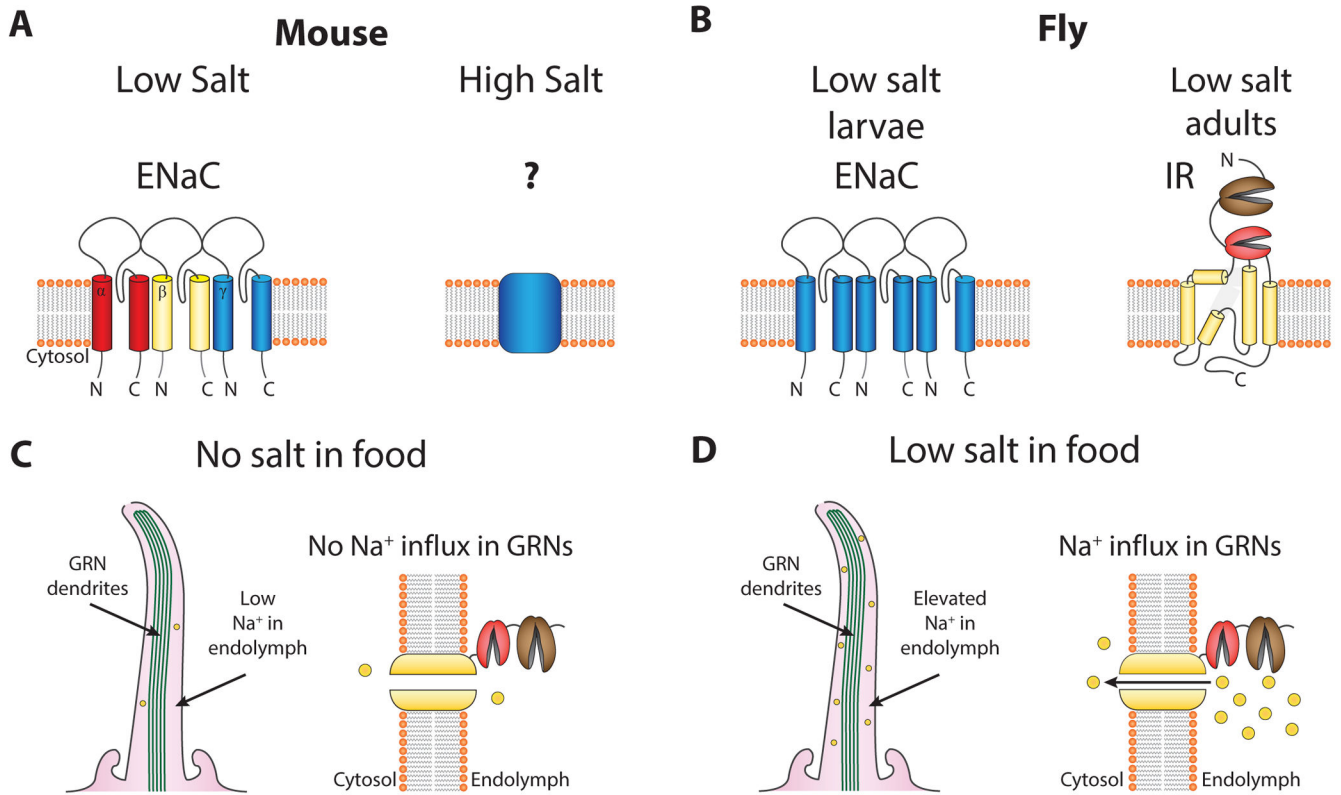 A
Mouse
Low Salt
High Salt
ENaC
?
α
β
γ
Cytosol
N
C
N
C
N
C
B
Fly
Low salt
larvae
ENaC
Low salt
adults
IR
N
N
C
N
C
N
C
C
C
No salt in food
No Na⁺ influx in GRNs
GRN
dendrites
Low
Na⁺ in
endolymph
Cytosol
Endolymph
D
Low salt in food
Na⁺ influx in GRNs
GRN
dendrites
Elevated
Na⁺ in
endolymph
Cytosol
Endolymph